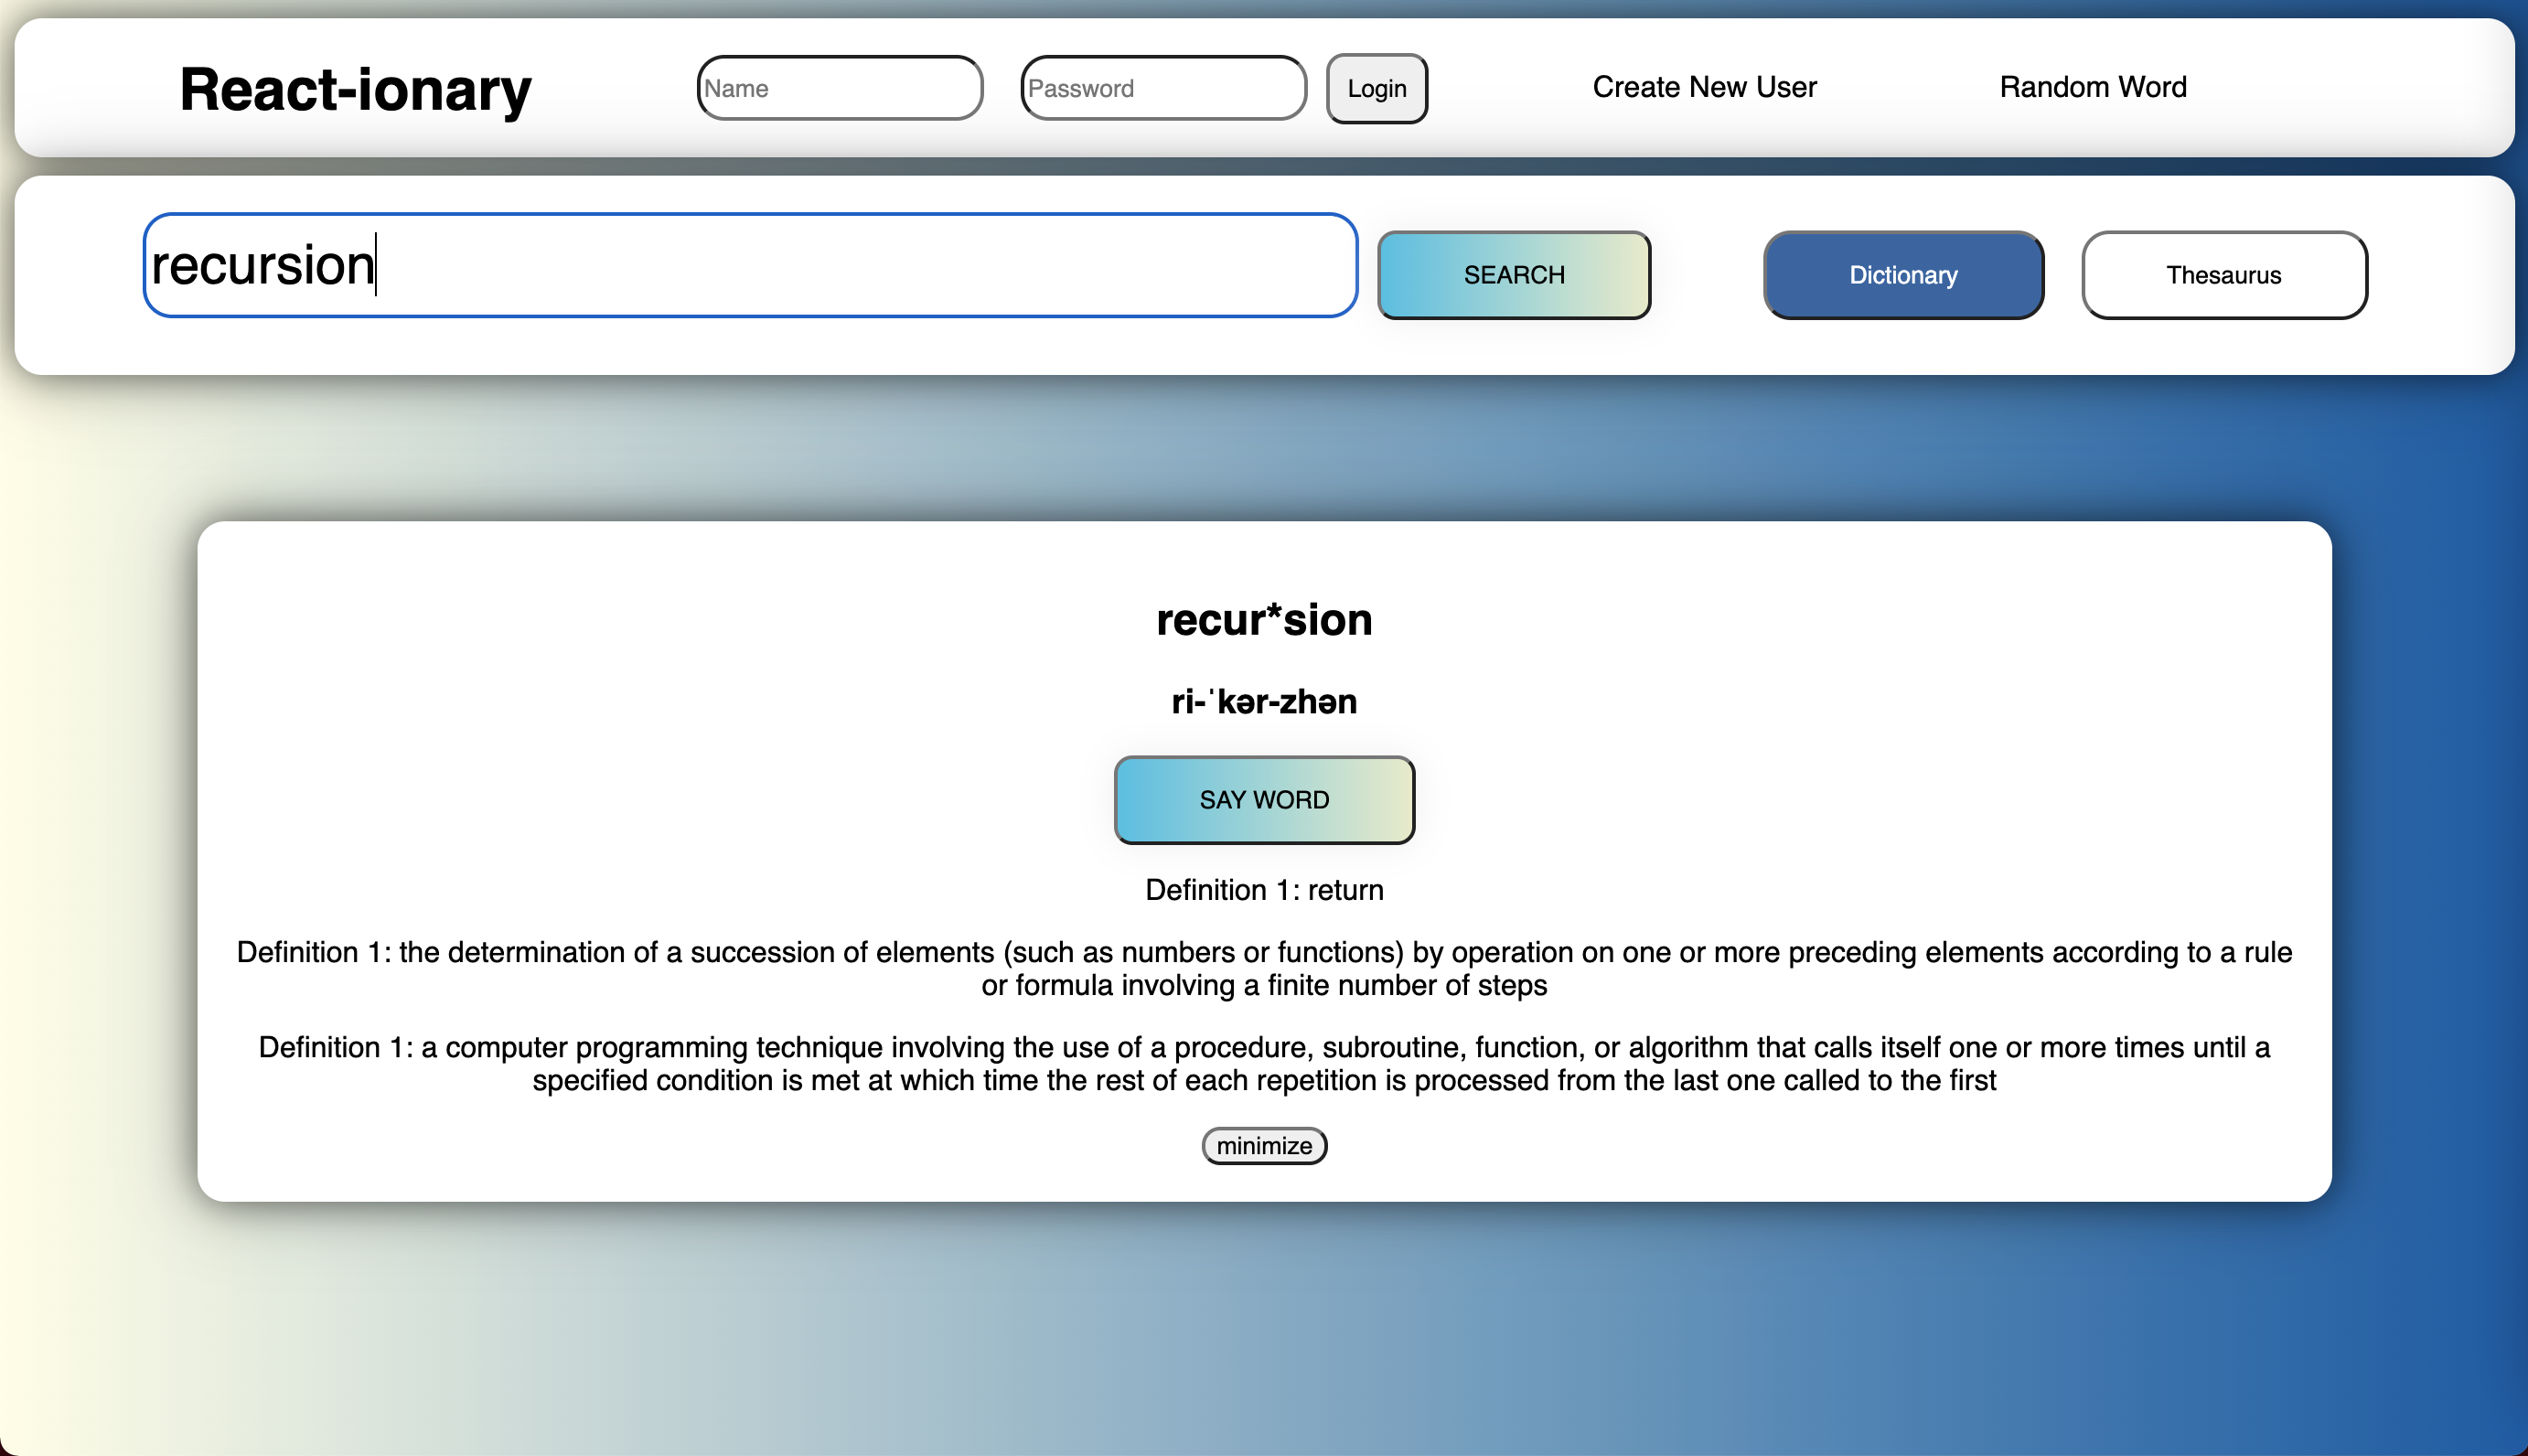 React-ionary
Name
Password
Login
Create New User
Random Word
recursion
SEARCH
Dictionary
Thesaurus
recur*sion
ri-ˈkər-zhən
SAY WORD
Definition 1: return
Definition 1: the determination of a succession of elements (such as numbers or functions) by operation on one or more preceding elements according to a rule
or formula involving a finite number of steps
Definition 1: a computer programming technique involving the use of a procedure, subroutine, function, or algorithm that calls itself one or more times until a
specified condition is met at which time the rest of each repetition is processed from the last one called to the first
minimize